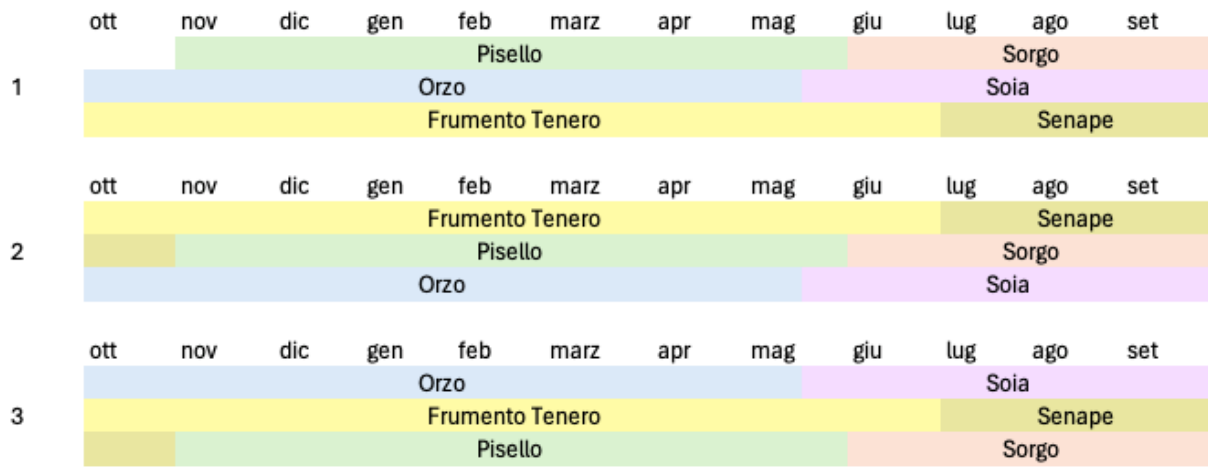 ott nov dic gen feb marz apr mag giu lug ago set
Pisello Sorgo
1 Orzo Soia
Frumento Tenero Senape
ott nov dic gen feb marz apr mag giu lug ago set
Frumento Tenero Senape
2 Pisello Sorgo
Orzo Soia
ott nov dic gen feb marz apr mag giu lug ago set
Orzo Soia
3 Frumento Tenero Senape
Pisello Sorgo